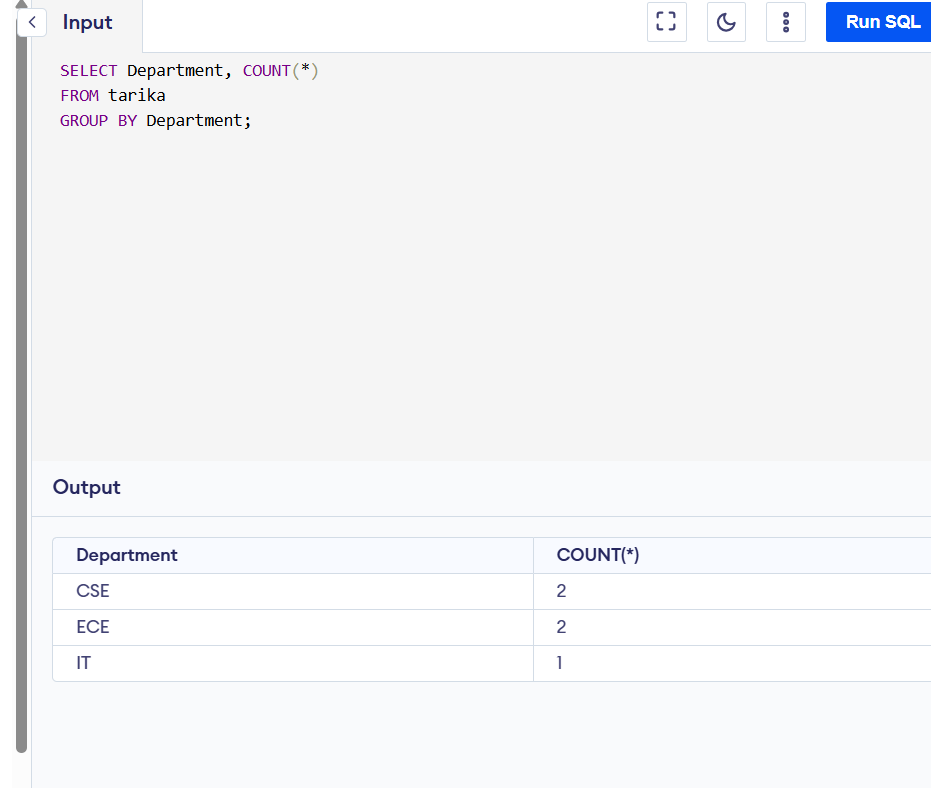 Input
Run SQL
SELECT Department, COUNT(*)
FROM tarika
GROUP BY Department;
Output
Department COUNT(*)
CSE 2
ECE 2
IT 1